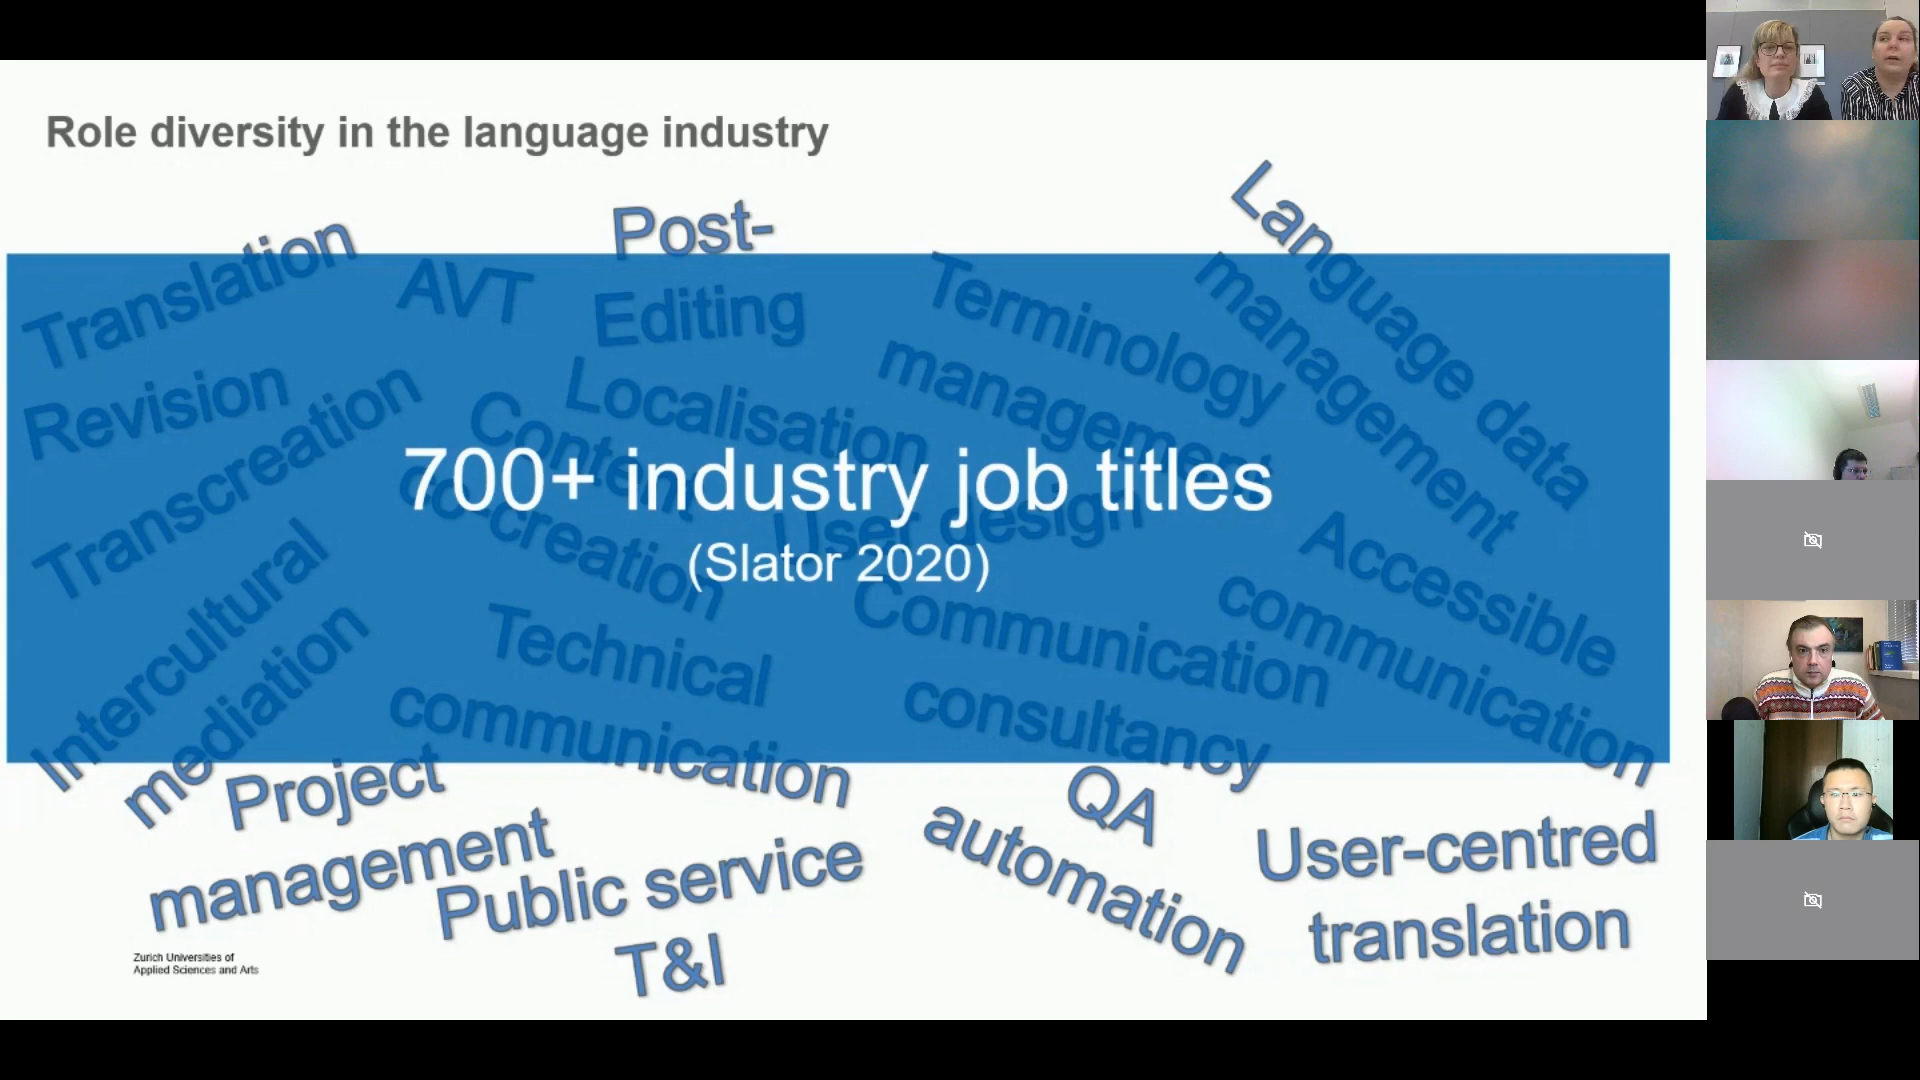 Role diversity in the language industry
Translation
AVT
Post-
Editing
Terminology
management
Language data
management
Revision
Transcreation
Localisation
Content
co-creation
700+ industry job titles
(Slator 2020)
User design
Accessible
communication
Intercultural
mediation
Technical
communication
Communication
consultancy
Project
management
Public service
T&I
QA
automation
User-centred
translation
Zurich Universities of
Applied Sciences and Arts